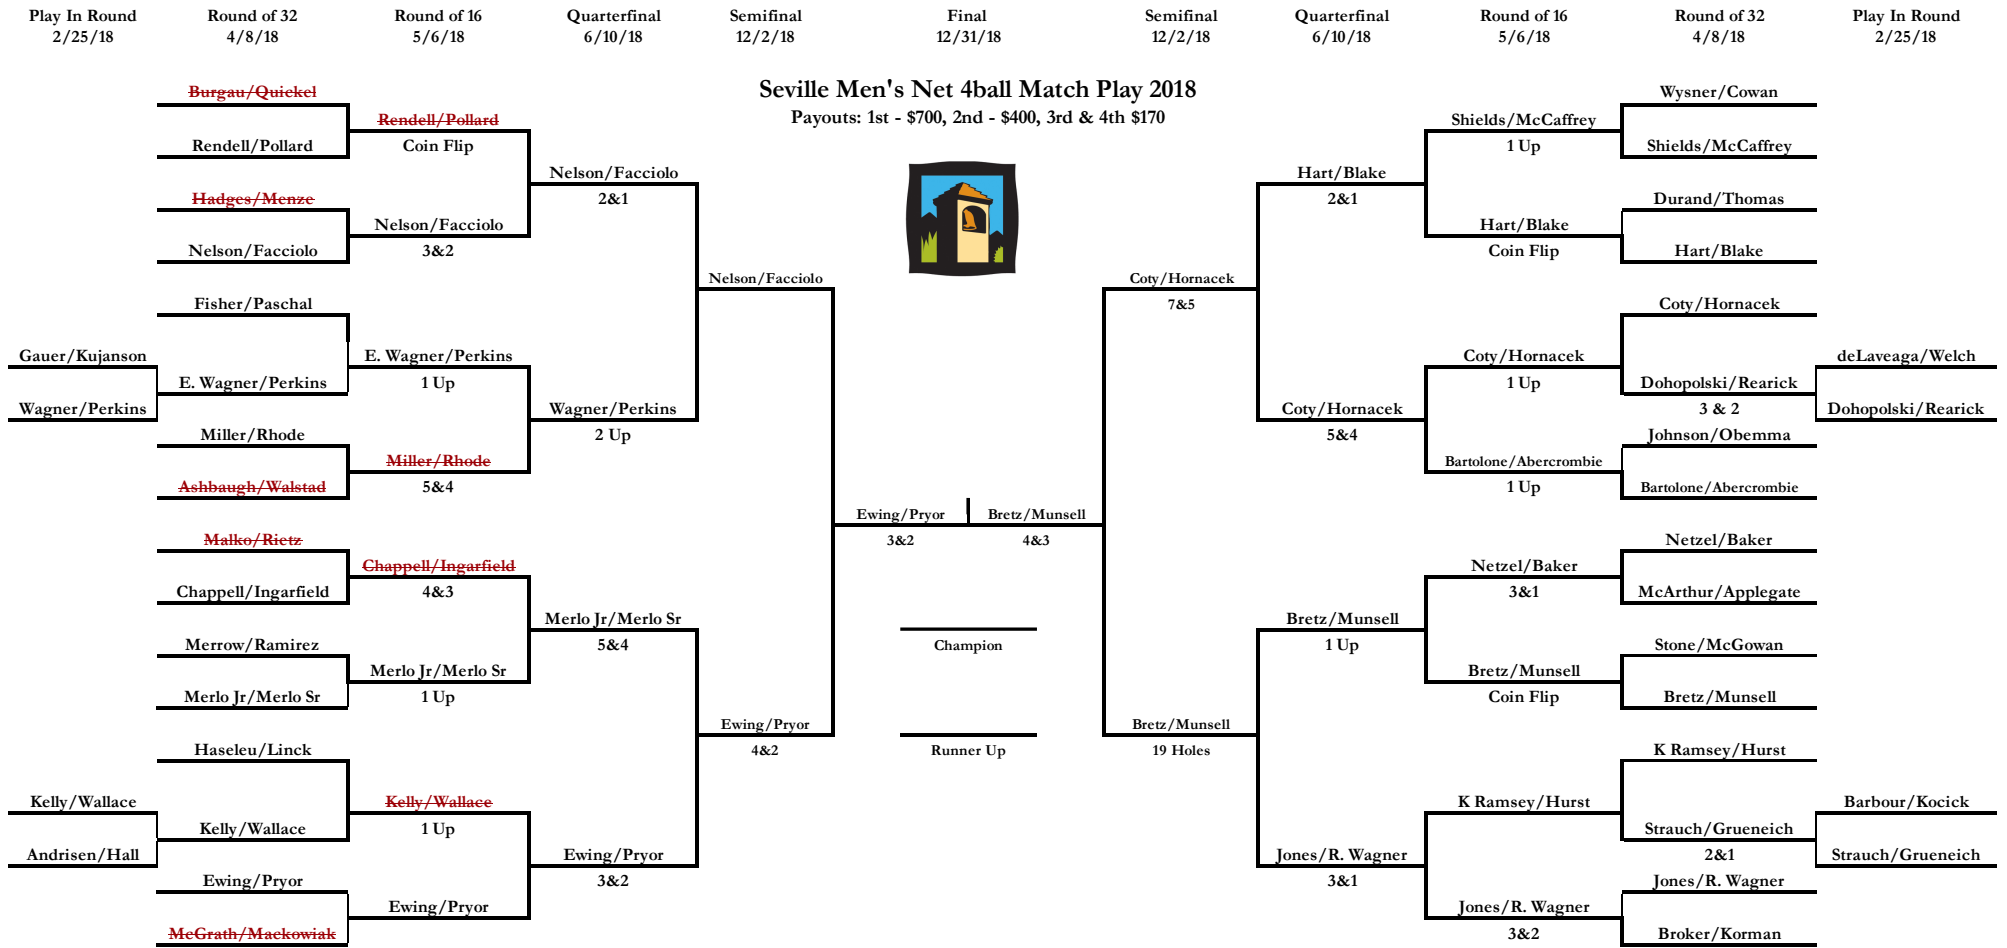 Play In Round
2/25/18
Round of 32
4/8/18
Round of 16
5/6/18
Quarterfinal
6/10/18
Semifinal
12/2/18
Final
12/31/18
Semifinal
12/2/18
Quarterfinal
6/10/18
Round of 16
5/6/18
Round of 32
4/8/18
Play In Round
2/25/18
Seville Men's Net 4ball Match Play 2018
Payouts: 1st - $700, 2nd - $400, 3rd & 4th $170
Gauer/Kujanson
Wagner/Perkins
Kelly/Wallace
Andrisen/Hall
Burgau/Quickel
Rendell/Pollard
Hadges/Menze
Nelson/Facciolo
Fisher/Paschal
E. Wagner/Perkins
Miller/Rhode
Ashbaugh/Walstad
Malko/Rietz
Chappell/Ingarfield
Merrow/Ramirez
Merlo Jr/Merlo Sr
Haseleu/Linck
Kelly/Wallace
Ewing/Pryor
McGrath/Mackowiak
Rendell/Pollard
Coin Flip
Nelson/Facciolo
3&2
E. Wagner/Perkins
1 Up
Miller/Rhode
5&4
Chappell/Ingarfield
4&3
Merlo Jr/Merlo Sr
1 Up
Kelly/Wallace
1 Up
Ewing/Pryor
Nelson/Facciolo
2&1
Wagner/Perkins
2 Up
Merlo Jr/Merlo Sr
5&4
Ewing/Pryor
3&2
Nelson/Facciolo
Ewing/Pryor
4&2
Ewing/Pryor
3&2
Bretz/Munsell
4&3
Champion
Runner Up
Coty/Hornacek
7&5
Bretz/Munsell
19 Holes
Hart/Blake
2&1
Coty/Hornacek
5&4
Bretz/Munsell
1 Up
Jones/R. Wagner
3&1
Shields/McCaffrey
1 Up
Hart/Blake
Coin Flip
Coty/Hornacek
1 Up
Bartolone/Abercrombie
1 Up
Netzel/Baker
3&1
Bretz/Munsell
Coin Flip
K Ramsey/Hurst
Jones/R. Wagner
3&2
Wysner/Cowan
Shields/McCaffrey
Durand/Thomas
Hart/Blake
Coty/Hornacek
Dohopolski/Rearick
3 & 2
Johnson/Obemma
Bartolone/Abercrombie
Netzel/Baker
McArthur/Applegate
Stone/McGowan
Bretz/Munsell
K Ramsey/Hurst
Strauch/Grueneich
2&1
Jones/R. Wagner
Broker/Korman
deLaveaga/Welch
Dohopolski/Rearick
Barbour/Kocick
Strauch/Grueneich